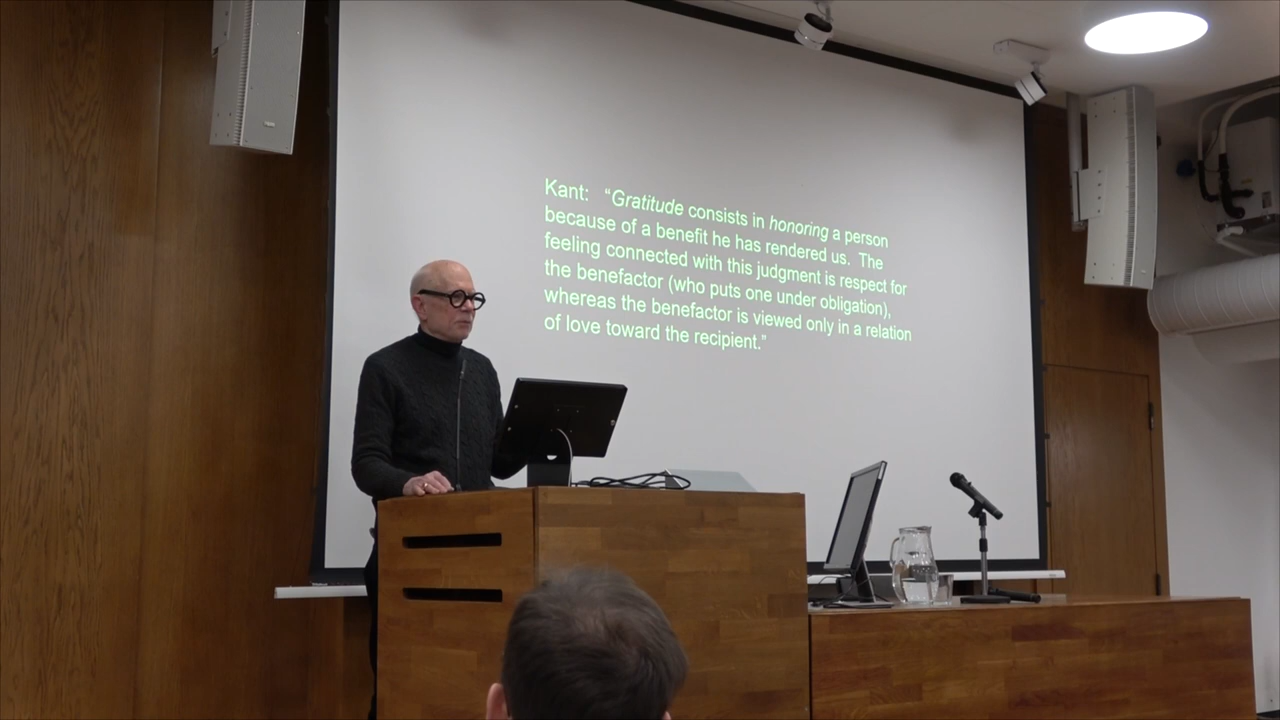 Kant: “Gratitude consists in honoring a person
because of a benefit he has rendered us. The
feeling connected with this judgment is respect for
the benefactor (who puts one under obligation),
whereas the benefactor is viewed only in a relation
of love toward the recipient.”